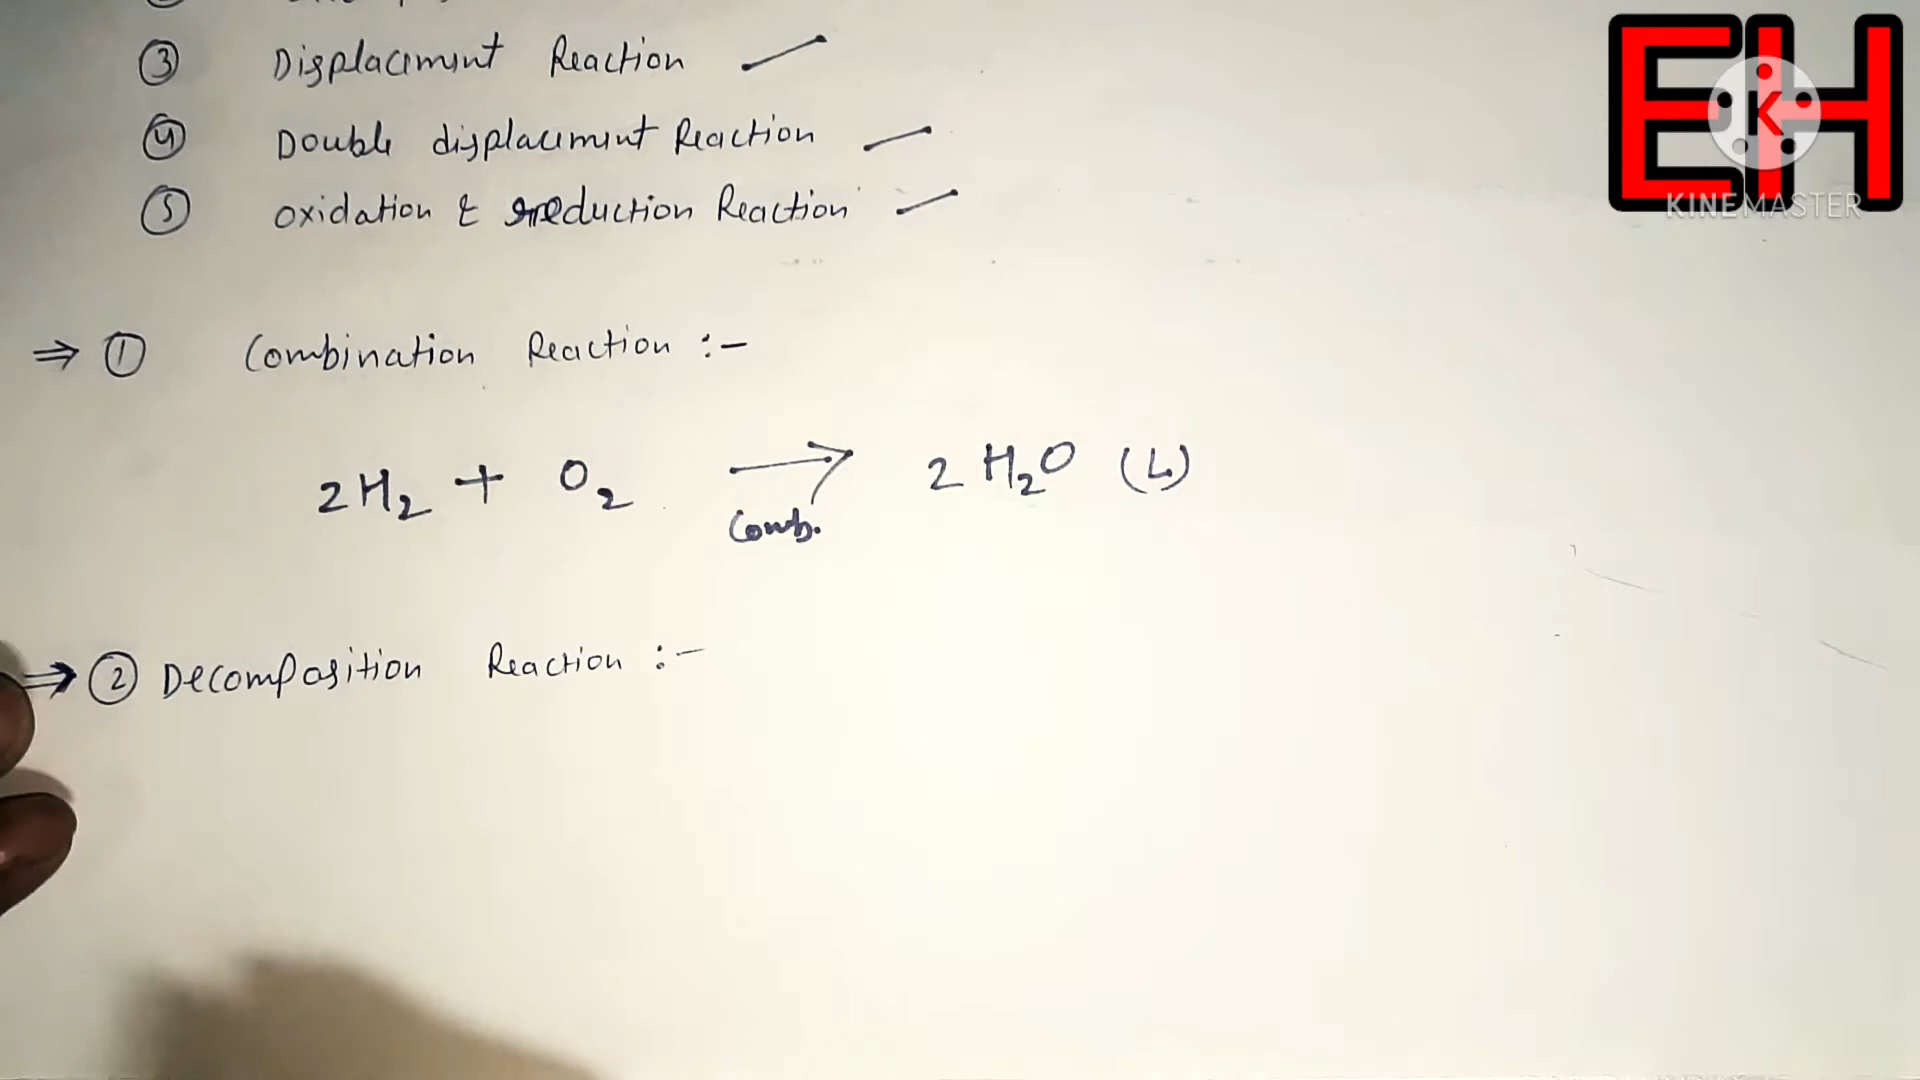 ③ Displacement Reaction
④ Double displacement Reaction
⑤ oxidation & reduction Reaction
⇒ ① Combination Reaction :-
2H₂ + O₂ ⟶ 2H₂O (L)
Comb.
⇒ ② Decomposition Reaction :-
EH
K
KINEMASTER